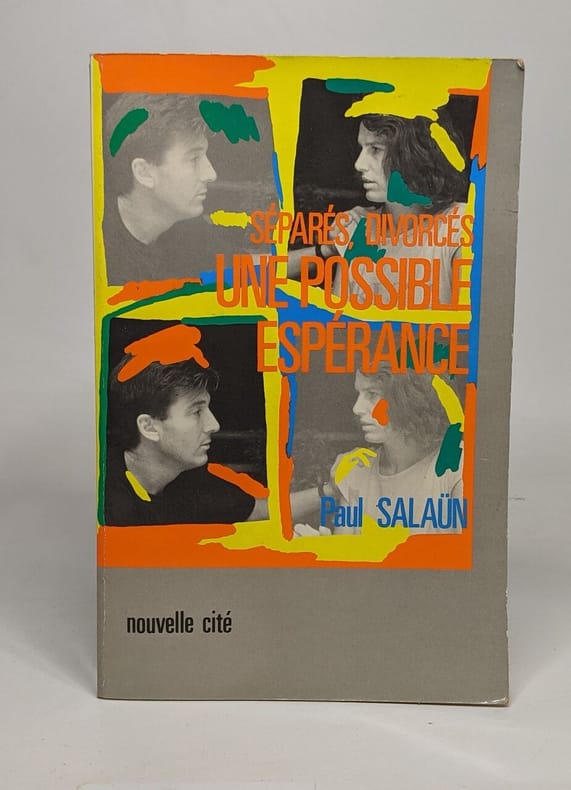 SÉPARÉS, DIVORCÉS
UNE POSSIBLE
ESPÉRANCE
Paul SALAÜN
nouvelle cité